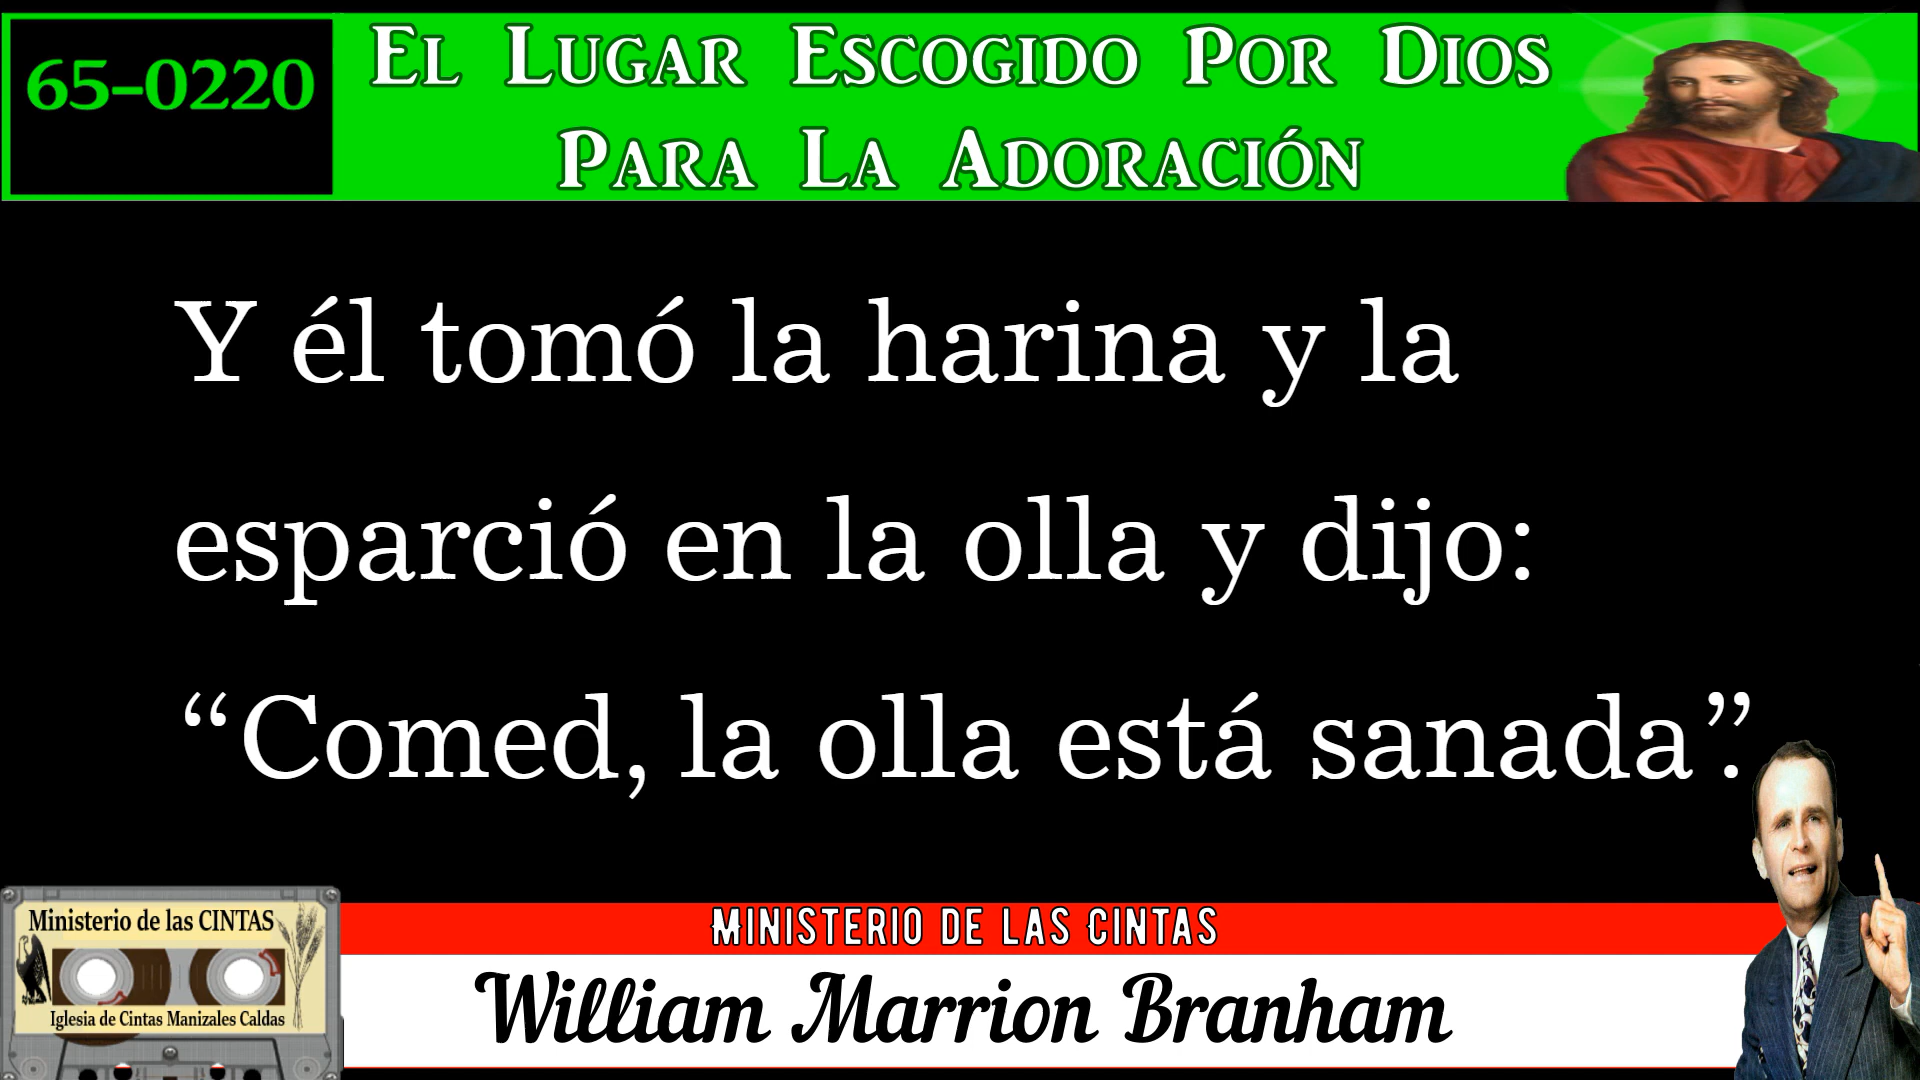 65-0220
El Lugar Escogido Por Dios
Para La Adoración
Y él tomó la harina y la
esparció en la olla y dijo:
“Comed, la olla está sanada”.
Ministerio de las CINTAS
Iglesia de Cintas Manizales Caldas
MINISTERIO DE LAS CINTAS
William Marrion Branham